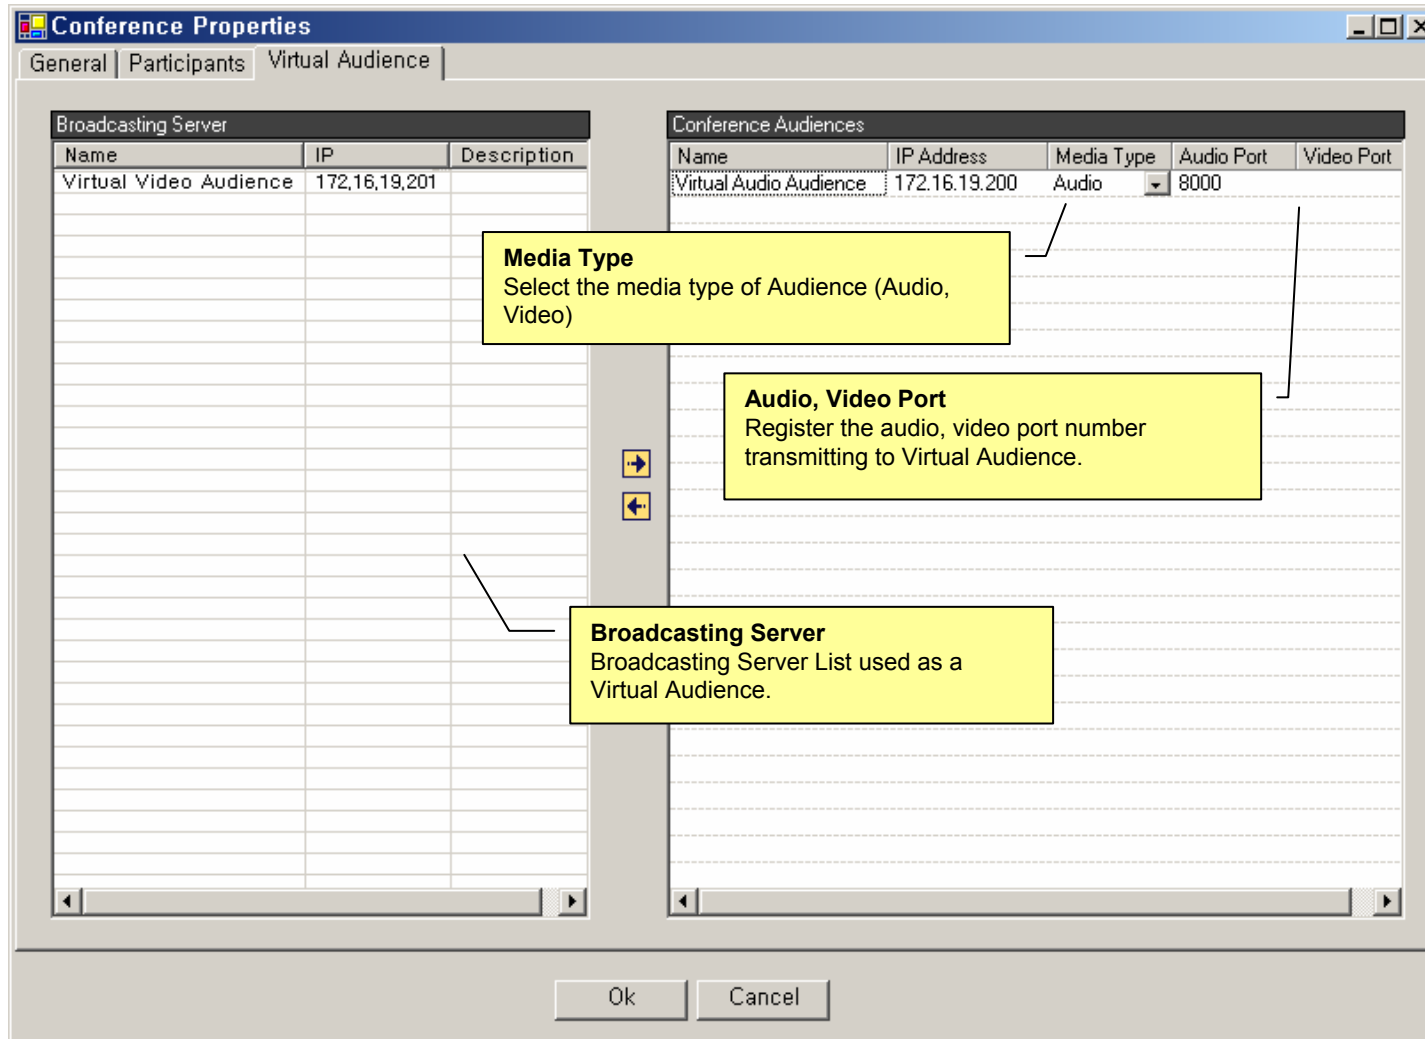 Conference Properties
General Participants Virtual Audience
Broadcasting Server
Name IP Description
Virtual Video Audience 172,16,19,201
Conference Audiences
Name IP Address Media Type Audio Port Video Port
Virtual Audio Audience 172.16.19.200 Audio 8000
Media Type
Select the media type of Audience (Audio,
Video)
Audio, Video Port
Register the audio, video port number
transmitting to Virtual Audience.
Broadcasting Server
Broadcasting Server List used as a
Virtual Audience.
Ok Cancel